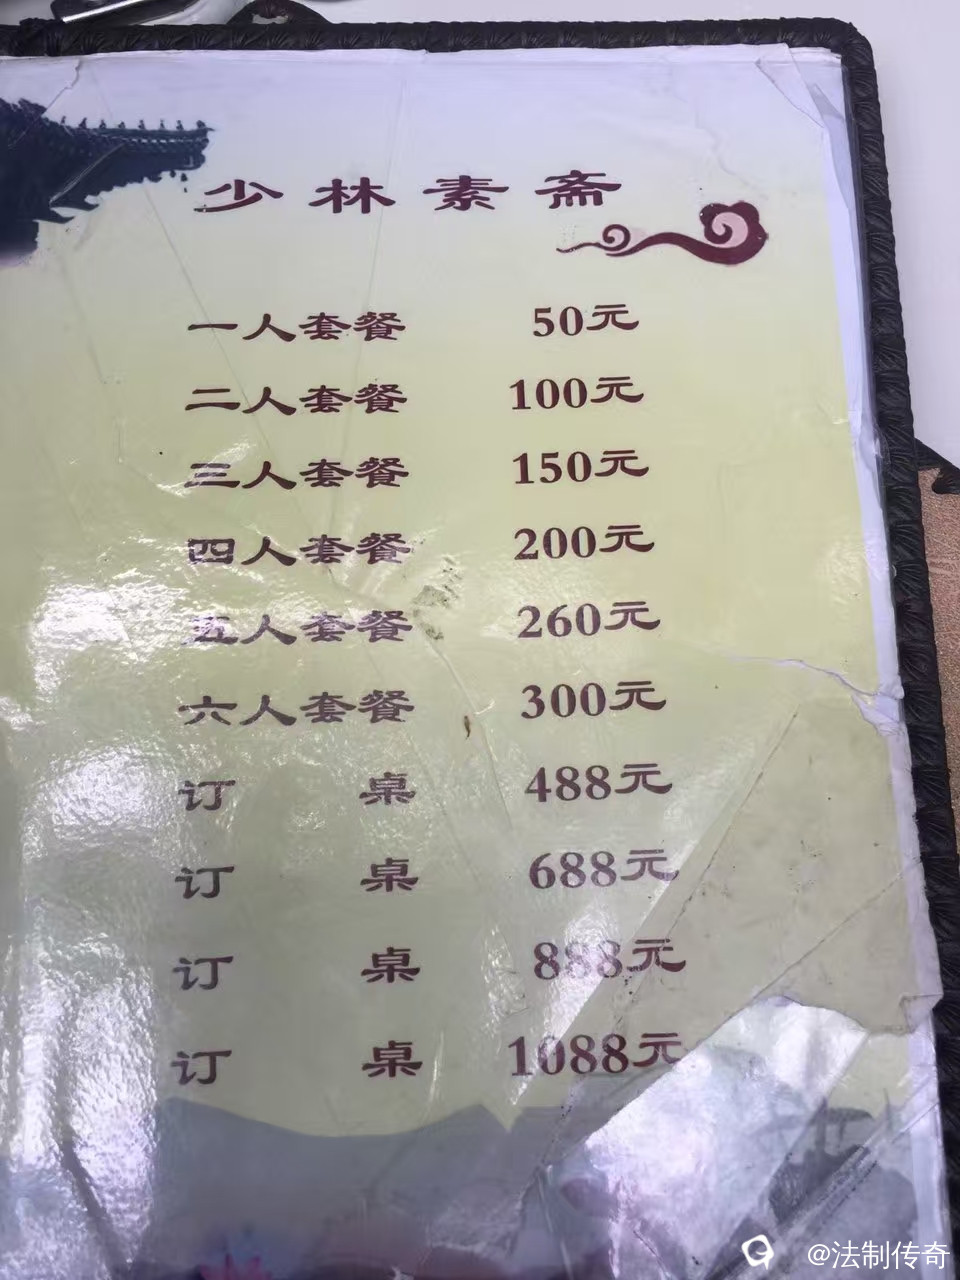 少林素斋
一人套餐 50元
二人套餐 100元
三人套餐 150元
四人套餐 200元
五人套餐 260元
六人套餐 300元
订桌 488元
订桌 688元
订桌 888元
订桌 1088元
@法制传奇